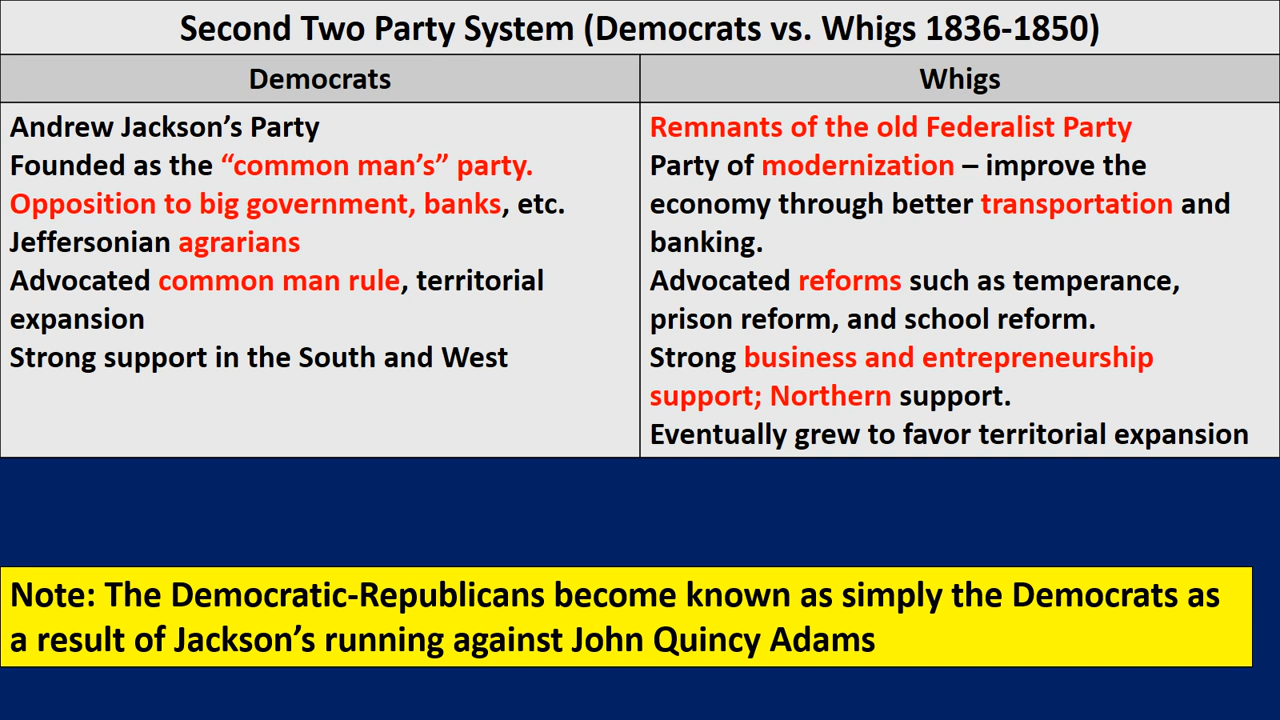 Second Two Party System (Democrats vs. Whigs 1836-1850)
Democrats
Whigs
Andrew Jackson’s Party
Founded as the “common man’s” party.
Opposition to big government, banks, etc.
Jeffersonian agrarians
Advocated common man rule, territorial
expansion
Strong support in the South and West
Remnants of the old Federalist Party
Party of modernization – improve the
economy through better transportation and
banking.
Advocated reforms such as temperance,
prison reform, and school reform.
Strong business and entrepreneurship
support; Northern support.
Eventually grew to favor territorial expansion
Note: The Democratic-Republicans become known as simply the Democrats as
a result of Jackson’s running against John Quincy Adams